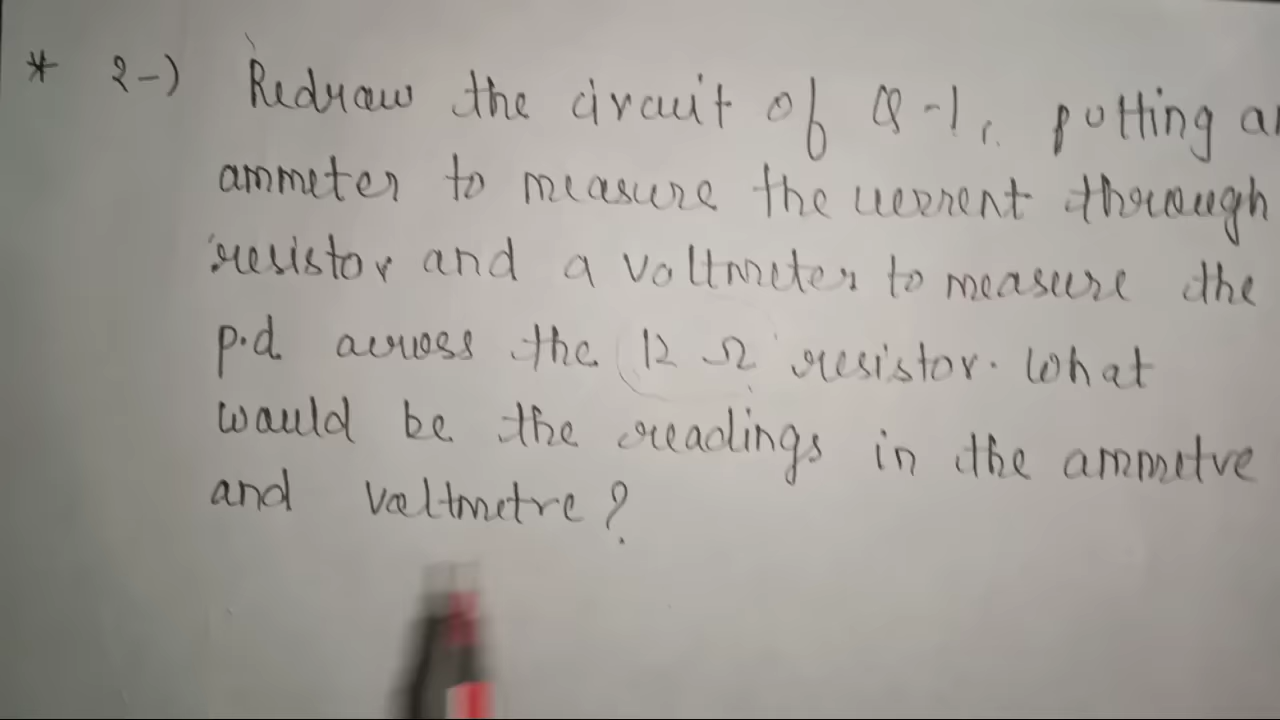 * 2-) Redraw the circuit of Q-1, putting an
ammeter to measure the current through
resistor and a voltmeter to measure the
p.d across the 12 Ω resistor. What
would be the readings in the ammetre
and voltmetre?